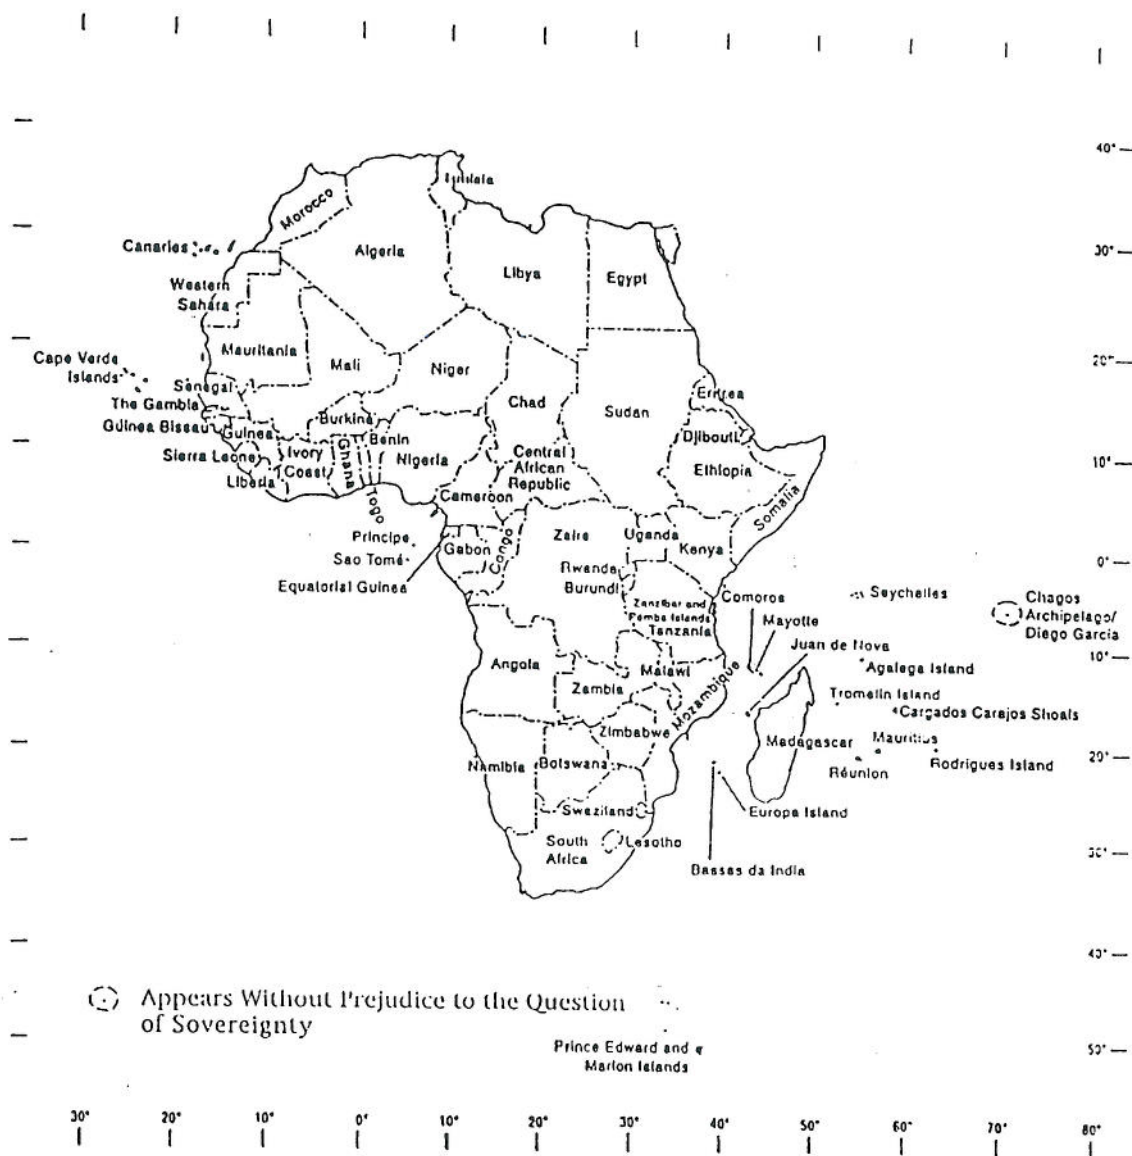 40°
Tunisia
Morocco
Canaries
Algeria
Libya
Egypt
30°
Western
Sahara
Mauritania
Mali
Niger
Cape Verde
Islands
20°
Senegal
Chad
Sudan
Eritrea
The Gambia
Burkina
Guinea Bissau
Guinea
Benin
Djibouti
Sierra Leone
Ivory
Coast
Ghana
Nigeria
Central
African
Republic
Ethiopia
10°
Liberia
Togo
Cameroon
Somalia
Principe
Gabon
Congo
Zaire
Uganda
Kenya
Sao Tomé
0°
Equatorial Guinea
Rwanda
Burundi
Comoros
Seychelles
Chagos
Archipelago/
Diego Garcia
Zanzibar and
Pemba Islands
Tanzania
Mayotte
Juan de Nova
10°
Angola
Malawi
Agalega Island
Zambia
Mozambique
Tromelin Island
Cargados Carajos Shoals
Zimbabwe
Madagascar
Mauritius
Namibia
Botswana
Réunion
Rodrigues Island
20°
Swaziland
Europa Island
South
Africa
Lesotho
30°
Bassas da India
40°
Appears Without Prejudice to the Question
of Sovereignty
Prince Edward and
Marion Islands
50°
30° 20° 10° 0° 10° 20° 30° 40° 50° 60° 70° 80°